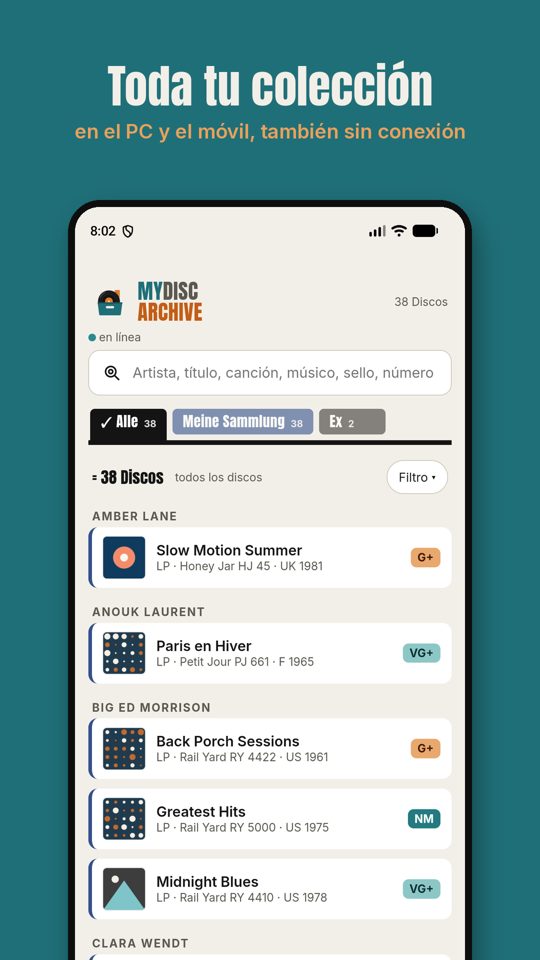 Toda tu colección
en el PC y el móvil, también sin conexión
8:02
MYDISC
ARCHIVE
38 Discos
en línea
Artista, título, canción, músico, sello, número
✓ Alle 38
Meine Sammlung 38
Ex 2
= 38 Discos
todos los discos
Filtro ▾
AMBER LANE
Slow Motion Summer
LP · Honey Jar HJ 45 · UK 1981
G+
ANOUK LAURENT
Paris en Hiver
LP · Petit Jour PJ 661 · F 1965
VG+
BIG ED MORRISON
Back Porch Sessions
LP · Rail Yard RY 4422 · US 1961
G+
Greatest Hits
LP · Rail Yard RY 5000 · US 1975
NM
Midnight Blues
LP · Rail Yard RY 4410 · US 1978
VG+
CLARA WENDT